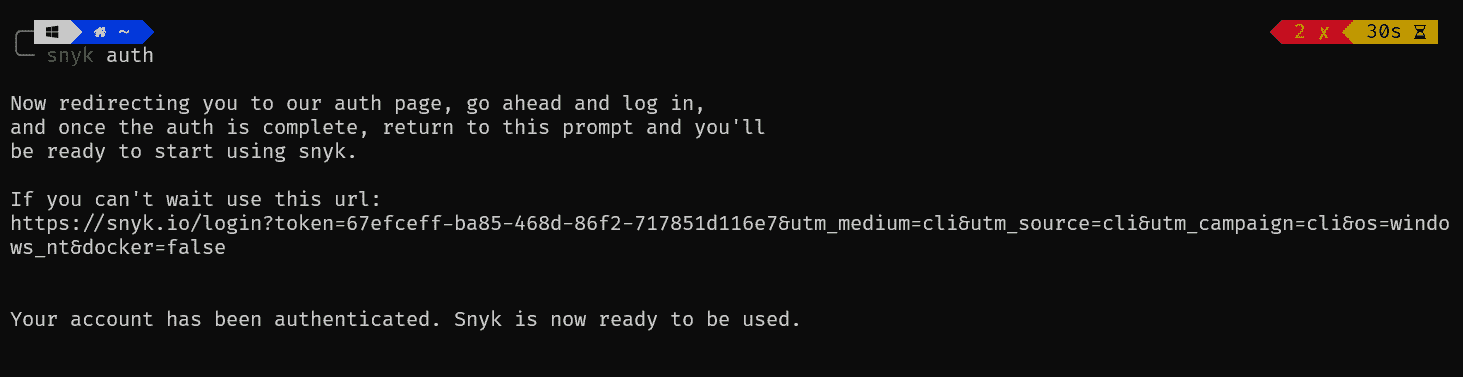 ~ 2 ✗ 30s
snyk auth
Now redirecting you to our auth page, go ahead and log in,
and once the auth is complete, return to this prompt and you'll
be ready to start using snyk.
If you can't wait use this url:
https://snyk.io/login?token=67efceff-ba85-468d-86f2-717851d116e7&utm_medium=cli&utm_source=cli&utm_campaign=cli&os=windo
ws_nt&docker=false
Your account has been authenticated. Snyk is now ready to be used.